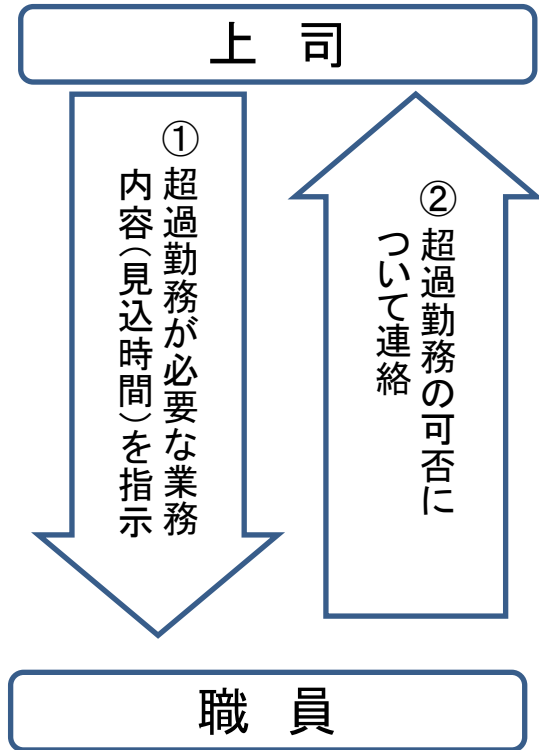 上　司
①超過勤務が必要な業務
内容（見込時間）を指示
②超過勤務の可否に
ついて連絡
職　員